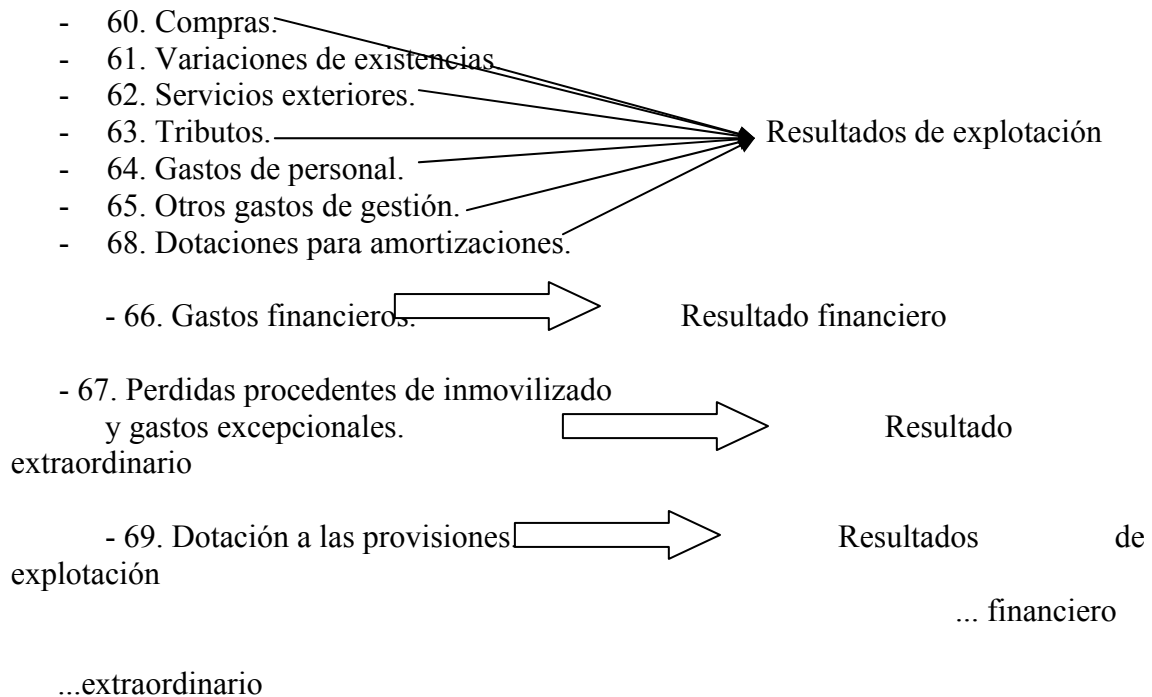 - 60. Compras.
- 61. Variaciones de existencias
- 62. Servicios exteriores.
- 63. Tributos. Resultados de explotación
- 64. Gastos de personal.
- 65. Otros gastos de gestión.
- 68. Dotaciones para amortizaciones.
- 66. Gastos financieros. Resultado financiero
- 67. Perdidas procedentes de inmovilizado
y gastos excepcionales. Resultado
extraordinario
- 69. Dotación a las provisiones. Resultados de
explotación
... financiero
...extraordinario